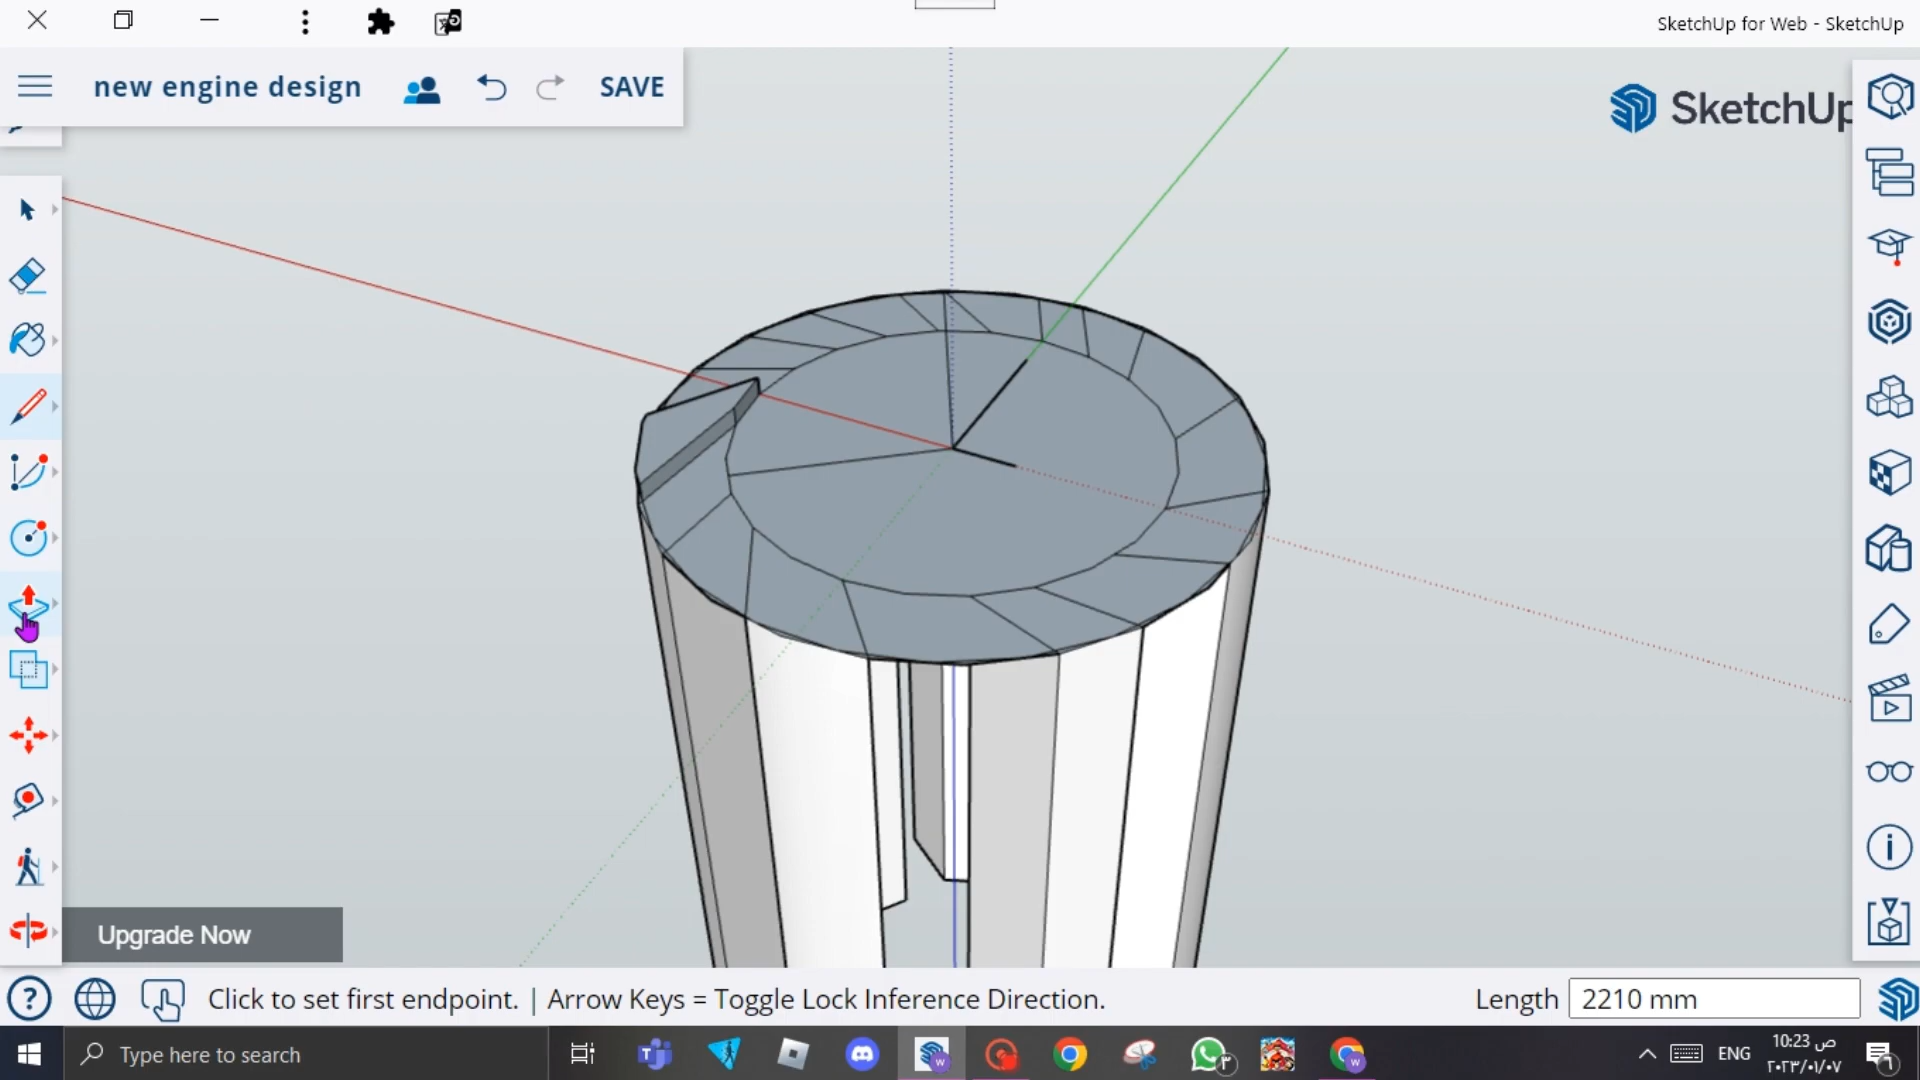 SketchUp for Web - SketchUp
new engine design
SAVE
SketchUp
Upgrade Now
Click to set first endpoint. | Arrow Keys = Toggle Lock Inference Direction.
Length 2210 mm
Type here to search
ENG
10:23 ص
٢٠٢٣/٠١/٠٧